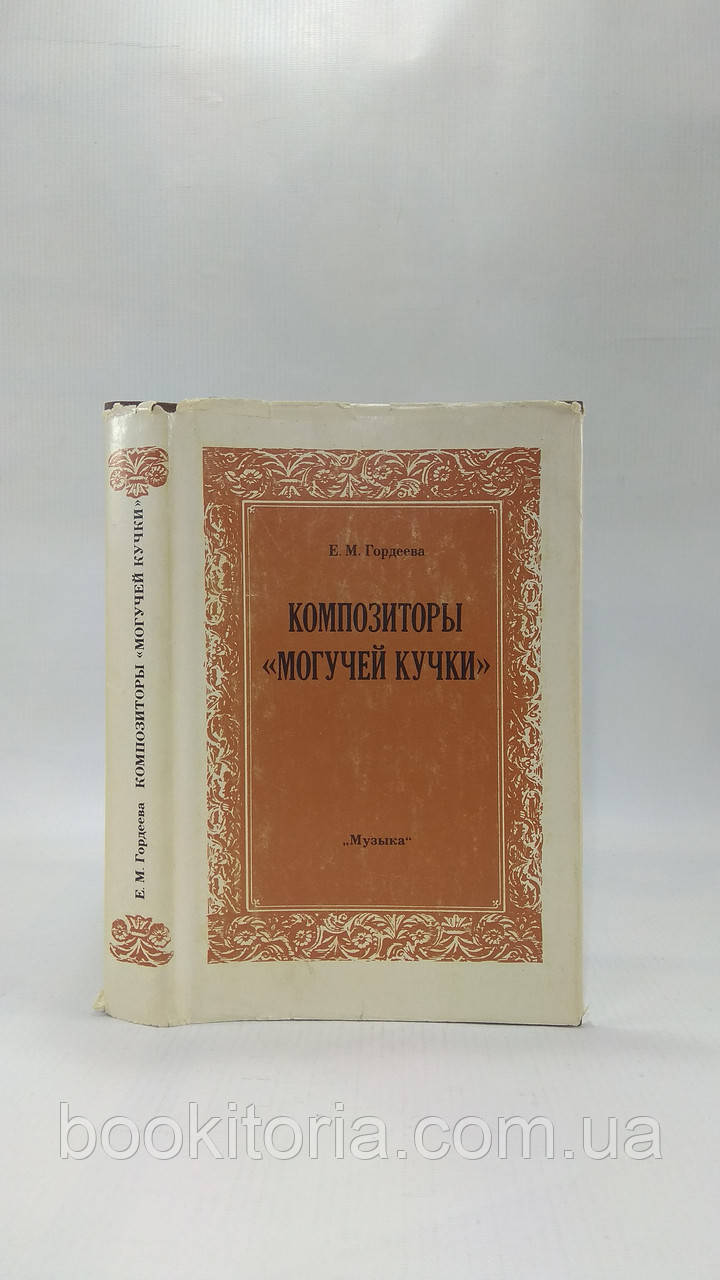 Е. М. Гордеева КОМПОЗИТОРЫ «МОГУЧЕЙ КУЧКИ»
Е. М. Гордеева
КОМПОЗИТОРЫ
«МОГУЧЕЙ КУЧКИ»
„Музыка“
bookitoria.com.ua